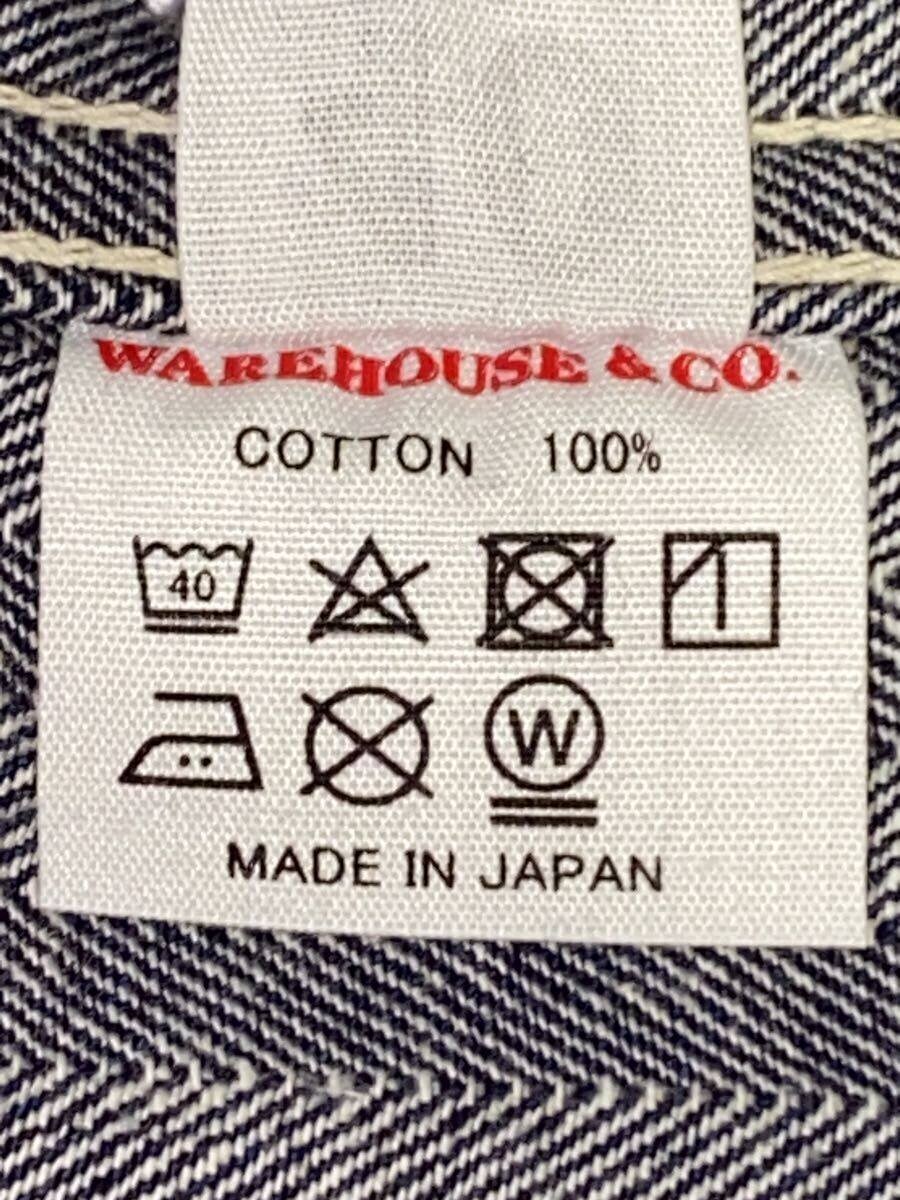 WAREHOUSE & CO.
COTTON 100%
40
W
MADE IN JAPAN